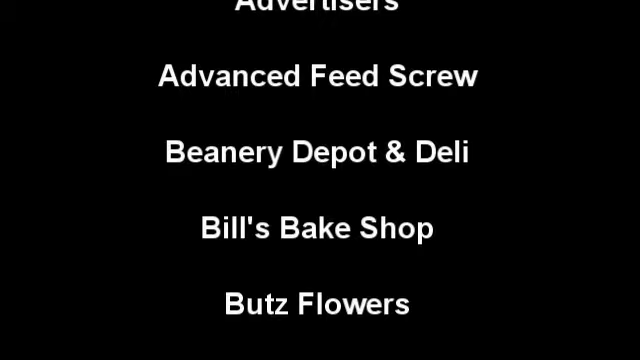 Advertisers
Advanced Feed Screw
Beanery Depot & Deli
Bill's Bake Shop
Butz Flowers